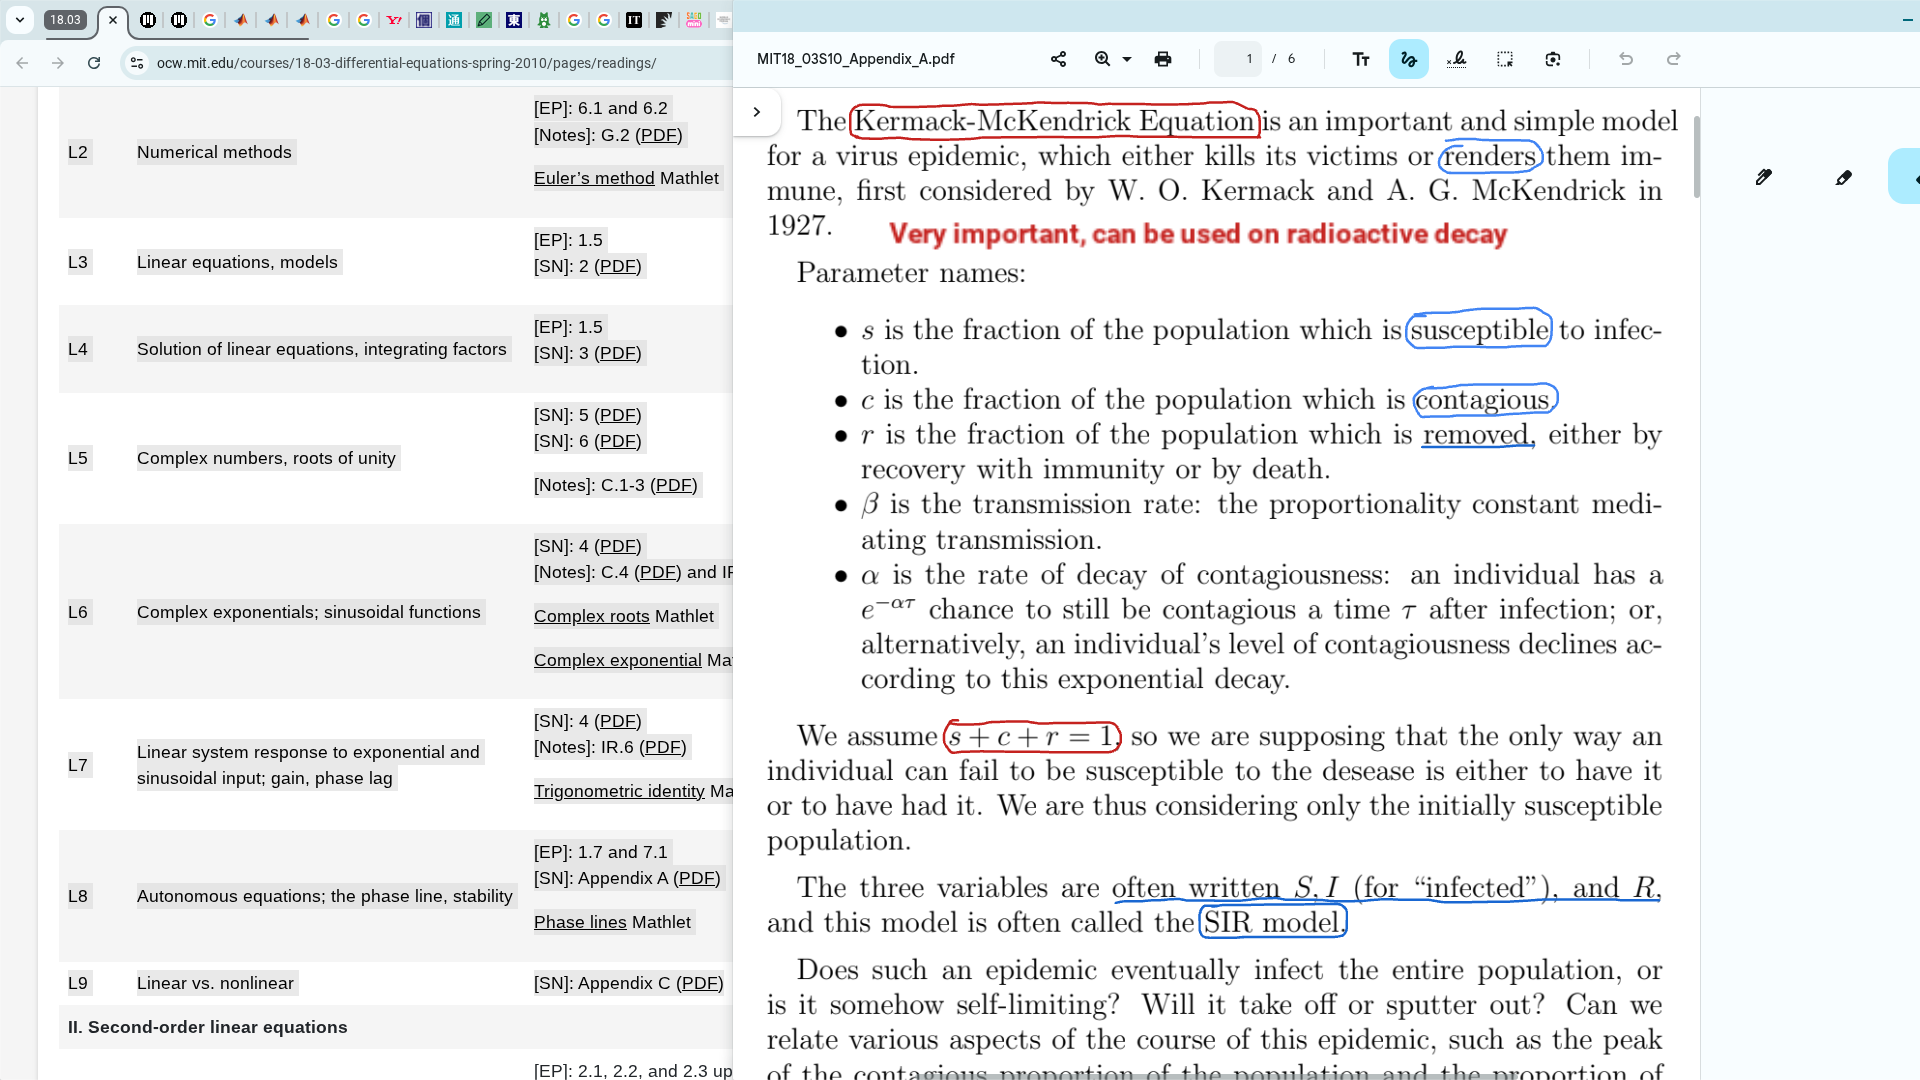 18.03
ocw.mit.edu/courses/18-03-differential-equations-spring-2010/pages/readings/
[EP]: 6.1 and 6.2
L2 Numerical methods [Notes]: G.2 (PDF)
Euler's method Mathlet
[EP]: 1.5
L3 Linear equations, models
[SN]: 2 (PDF)
[EP]: 1.5
L4 Solution of linear equations, integrating factors
[SN]: 3 (PDF)
[SN]: 5 (PDF)
[SN]: 6 (PDF)
L5 Complex numbers, roots of unity
[Notes]: C.1-3 (PDF)
[SN]: 4 (PDF)
[Notes]: C.4 (PDF) and IR
L6 Complex exponentials; sinusoidal functions
Complex roots Mathlet
Complex exponential Ma
[SN]: 4 (PDF)
[Notes]: IR.6 (PDF)
L7 Linear system response to exponential and
sinusoidal input; gain, phase lag
Trigonometric identity Ma
[EP]: 1.7 and 7.1
[SN]: Appendix A (PDF)
L8 Autonomous equations; the phase line, stability
Phase lines Mathlet
L9 Linear vs. nonlinear [SN]: Appendix C (PDF)
II. Second-order linear equations
[EP]: 2.1, 2.2, and 2.3 up
MIT18_03S10_Appendix_A.pdf 1 / 6
The Kermack-McKendrick Equation is an important and simple model
for a virus epidemic, which either kills its victims or renders them im-
mune, first considered by W. O. Kermack and A. G. McKendrick in
1927.
Very important, can be used on radioactive decay
Parameter names:
• s is the fraction of the population which is susceptible to infec-
tion.
• c is the fraction of the population which is contagious.
• r is the fraction of the population which is removed, either by
recovery with immunity or by death.
• β is the transmission rate: the proportionality constant medi-
ating transmission.
• α is the rate of decay of contagiousness: an individual has a
e^{−ατ} chance to still be contagious a time τ after infection; or,
alternatively, an individual's level of contagiousness declines ac-
cording to this exponential decay.
We assume s + c + r = 1, so we are supposing that the only way an
individual can fail to be susceptible to the desease is either to have it
or to have had it. We are thus considering only the initially susceptible
population.
The three variables are often written S, I (for “infected”), and R,
and this model is often called the SIR model.
Does such an epidemic eventually infect the entire population, or
is it somehow self-limiting? Will it take off or sputter out? Can we
relate various aspects of the course of this epidemic, such as the peak
of the contagious proportion of the population and the proportion of